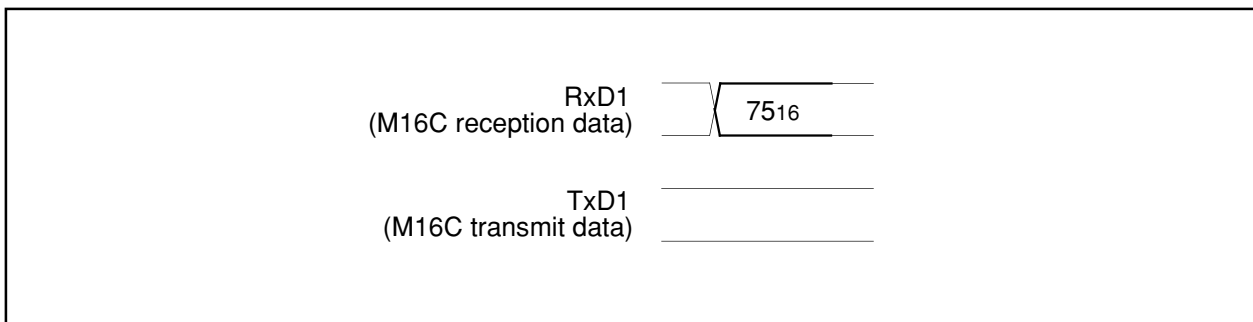 RxD1
(M16C reception data)
7516
TxD1
(M16C transmit data)